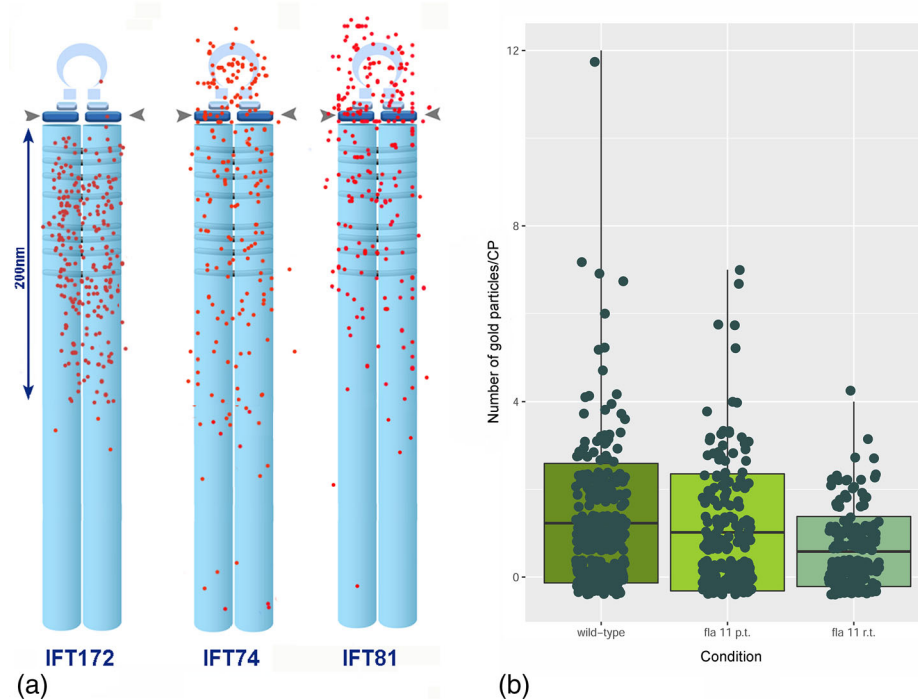 200nm
IFT172 IFT74 IFT81
(a)
Number of gold particles/CP
12
8
4
0
wild-type fla 11 p.t. fla 11 r.t.
Condition
(b)